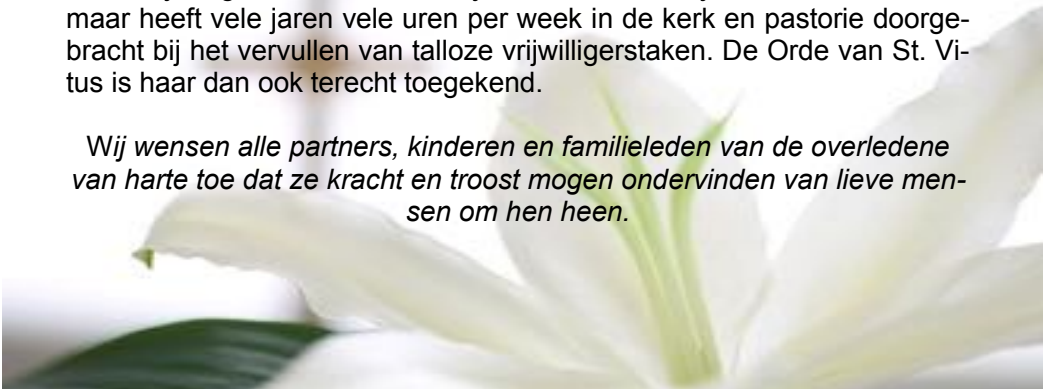 maar heeft vele jaren vele uren per week in de kerk en pastorie doorge-
bracht bij het vervullen van talloze vrijwilligerstaken. De Orde van St. Vi-
tus is haar dan ook terecht toegekend.
Wij wensen alle partners, kinderen en familieleden van de overledene
van harte toe dat ze kracht en troost mogen ondervinden van lieve men-
sen om hen heen.